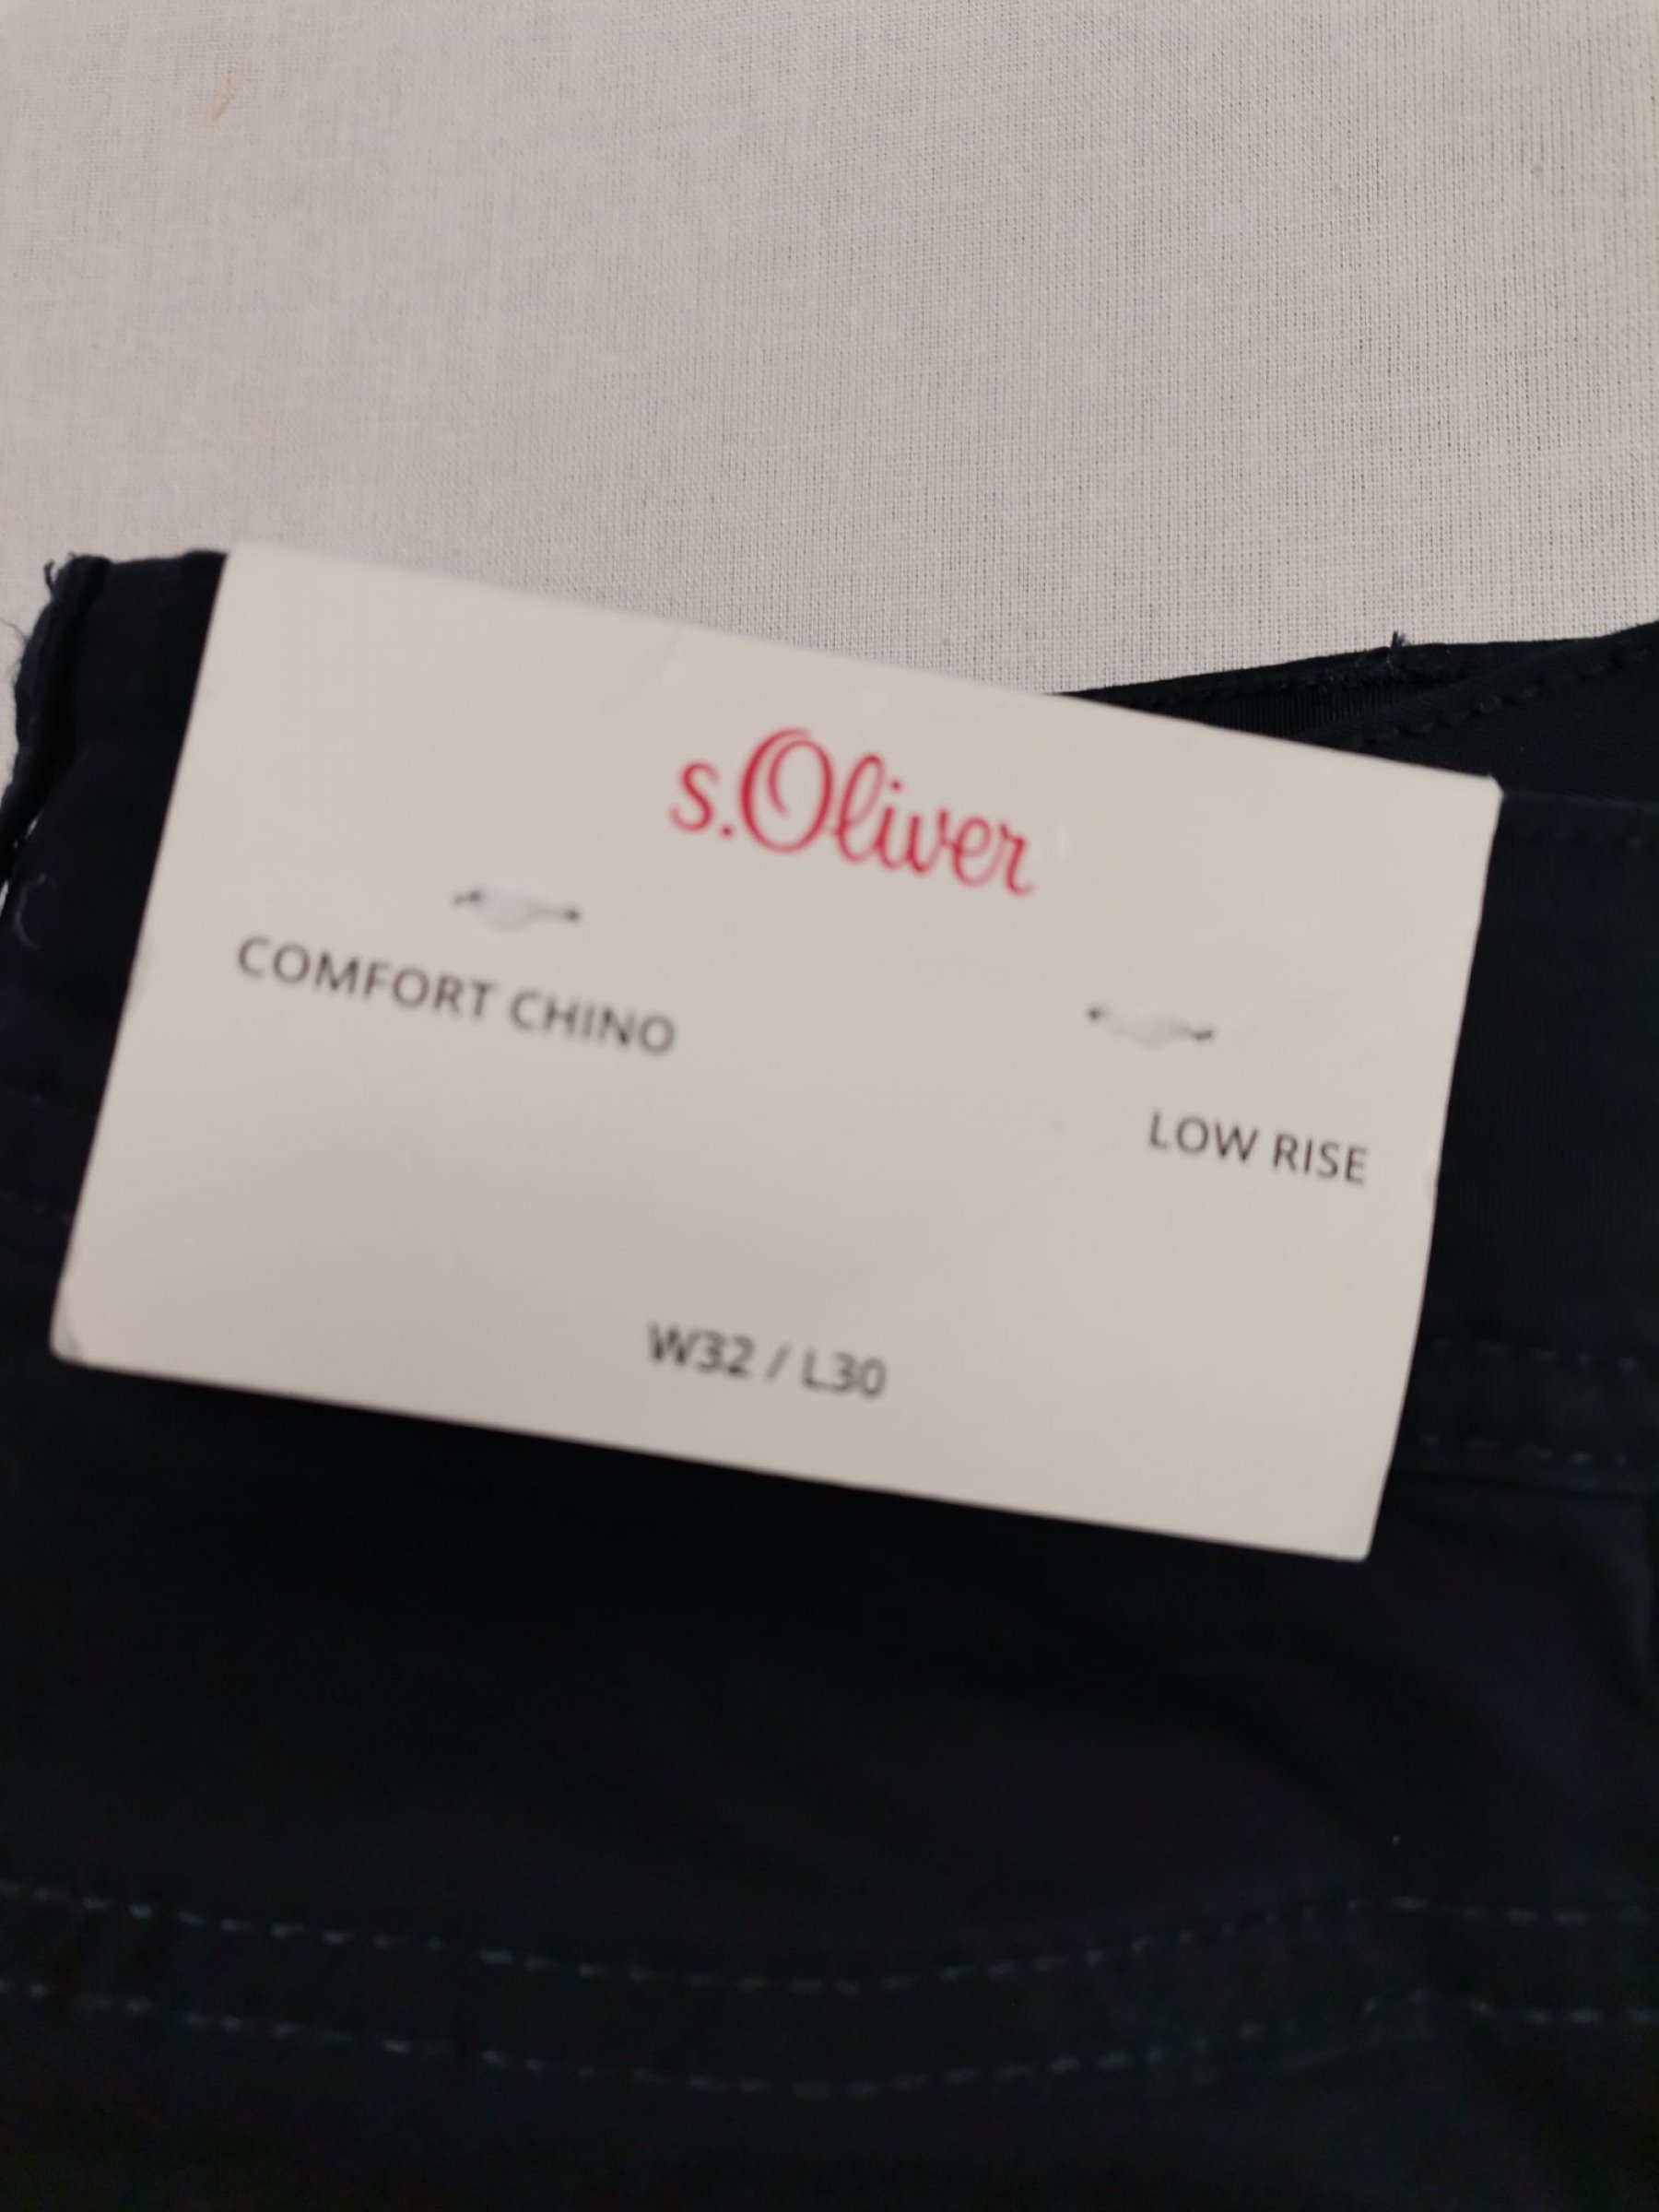 s.Oliver
COMFORT CHINO
LOW RISE
W32 / L30